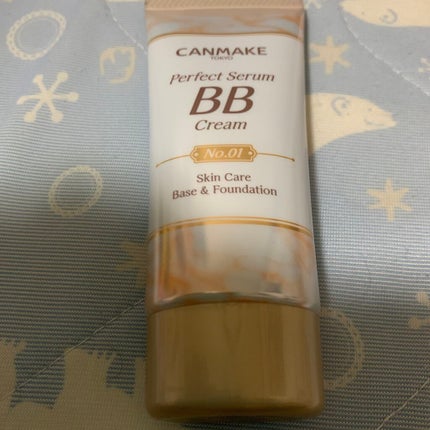 CANMAKE
TOKYO
Perfect Serum
BB
Cream
No.01
Skin Care
Base & Foundation